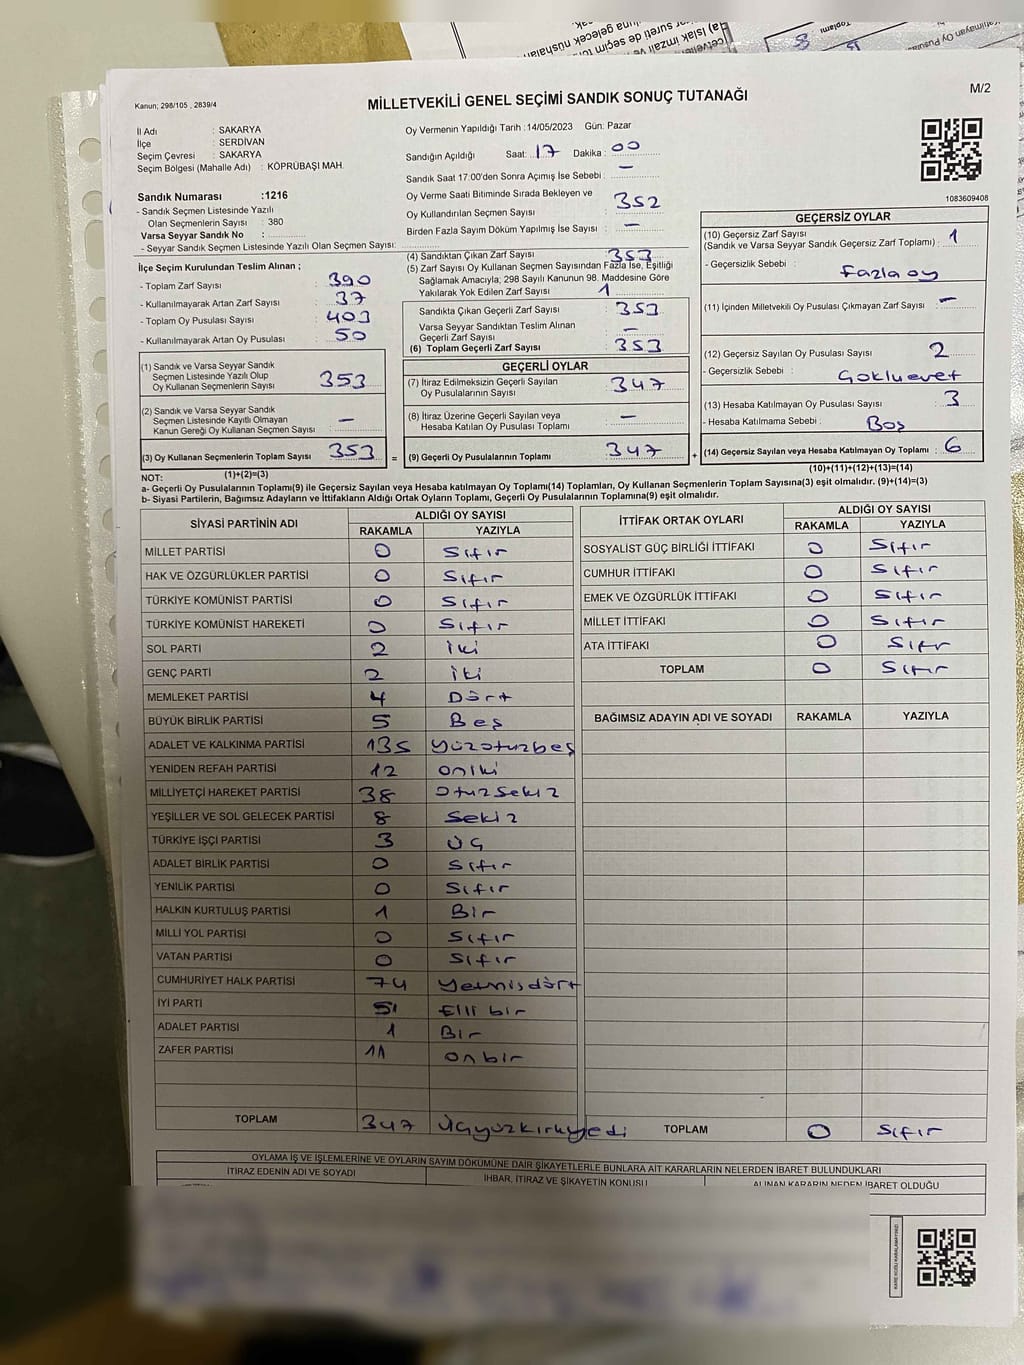 Kanun; 298/105 , 2839/4
MİLLETVEKİLİ GENEL SEÇİMİ SANDIK SONUÇ TUTANAĞI
M/2
İl Adı : SAKARYA
İlçe : SERDİVAN
Seçim Çevresi : SAKARYA
Seçim Bölgesi (Mahalle Adı) : KÖPRÜBAŞI MAH.
Sandık Numarası :1216
- Sandık Seçmen Listesinde Yazılı
Olan Seçmenlerin Sayısı : 380
Varsa Seyyar Sandık No :
- Seyyar Sandık Seçmen Listesinde Yazılı Olan Seçmen Sayısı:
Oy Vermenin Yapıldığı Tarih :14/05/2023 Gün: Pazar
Sandığın Açıldığı Saat: 17 Dakika : 00
Sandık Saat 17:00'den Sonra Açımış İse Sebebi : —
Oy Verme Saati Bitiminde Sırada Bekleyen ve
Oy Kullandırılan Seçmen Sayısı : 352
Birden Fazla Sayım Döküm Yapılmış İse Sayısı : —
1083609408
İlçe Seçim Kurulundan Teslim Alınan ;
- Toplam Zarf Sayısı : 390
- Kullanılmayarak Artan Zarf Sayısı : 37
- Toplam Oy Pusulası Sayısı : 403
- Kullanılmayarak Artan Oy Pusulası : 50
(4) Sandıktan Çıkan Zarf Sayısı : 353
(5) Zarf Sayısı Oy Kullanan Seçmen Sayısından Fazla İse, Eşitliği
Sağlamak Amacıyla; 298 Sayılı Kanunun 98. Maddesine Göre
Yakılarak Yok Edilen Zarf Sayısı : 1
Sandıkta Çıkan Geçerli Zarf Sayısı : 353
Varsa Seyyar Sandıktan Teslim Alınan
Geçerli Zarf Sayısı : —
(6) Toplam Geçerli Zarf Sayısı : 353
GEÇERSİZ OYLAR
(10) Geçersiz Zarf Sayısı
(Sandık ve Varsa Seyyar Sandık Geçersiz Zarf Toplamı) : 1
- Geçersizlik Sebebi : Fazla oy
(11) İçinden Milletvekili Oy Pusulası Çıkmayan Zarf Sayısı : —
(12) Geçersiz Sayılan Oy Pusulası Sayısı : 2
- Geçersizlik Sebebi : Gokluevet
(13) Hesaba Katılmayan Oy Pusulası Sayısı : 3
- Hesaba Katılmama Sebebi : Boş
(14) Geçersiz Sayılan veya Hesaba Katılmayan Oy Toplamı : 6
(10)+(11)+(12)+(13)=(14)
(1) Sandık ve Varsa Seyyar Sandık
Seçmen Listesinde Yazılı Olup
Oy Kullanan Seçmenlerin Sayısı : 353
(2) Sandık ve Varsa Seyyar Sandık
Seçmen Listesinde Kayıtlı Olmayan
Kanun Gereği Oy Kullanan Seçmen Sayısı : —
(3) Oy Kullanan Seçmenlerin Toplam Sayısı : 353
(1)+(2)=(3)
=
GEÇERLİ OYLAR
(7) İtiraz Edilmeksizin Geçerli Sayılan
Oy Pusulalarının Sayısı : 347
(8) İtiraz Üzerine Geçerli Sayılan veya
Hesaba Katılan Oy Pusulası Toplamı : —
(9) Geçerli Oy Pusulalarının Toplamı : 347
+
NOT:
a- Geçerli Oy Pusulalarının Toplamı(9) ile Geçersiz Sayılan veya Hesaba katılmayan Oy Toplamı(14) Toplamları, Oy Kullanan Seçmenlerin Toplam Sayısına(3) eşit olmalıdır. (9)+(14)=(3)
b- Siyasi Partilerin, Bağımsız Adayların ve İttifakların Aldığı Ortak Oyların Toplamı, Geçerli Oy Pusulalarının Toplamına(9) eşit olmalıdır.
SİYASİ PARTİNİN ADI ALDIĞI OY SAYISI
RAKAMLA YAZIYLA
MİLLET PARTİSİ 0 Sıfır
HAK VE ÖZGÜRLÜKLER PARTİSİ 0 Sıfır
TÜRKİYE KOMÜNİST PARTİSİ 0 Sıfır
TÜRKİYE KOMÜNİST HAREKETİ 0 Sıfır
SOL PARTİ 2 iki
GENÇ PARTİ 2 iki
MEMLEKET PARTİSİ 4 Dört
BÜYÜK BİRLİK PARTİSİ 5 Beş
ADALET VE KALKINMA PARTİSİ 135 Yüzotuzbeş
YENİDEN REFAH PARTİSİ 12 oniki
MİLLİYETÇİ HAREKET PARTİSİ 38 otuzsekiz
YEŞİLLER VE SOL GELECEK PARTİSİ 8 Sekiz
TÜRKİYE İŞÇİ PARTİSİ 3 üç
ADALET BİRLİK PARTİSİ 0 Sıfır
YENİLİK PARTİSİ 0 Sıfır
HALKIN KURTULUŞ PARTİSİ 1 Bir
MİLLİ YOL PARTİSİ 0 Sıfır
VATAN PARTİSİ 0 Sıfır
CUMHURİYET HALK PARTİSİ 74 Yetmişdört
İYİ PARTİ 51 Elli bir
ADALET PARTİSİ 1 Bir
ZAFER PARTİSİ 11 onbir
TOPLAM 347 Üçyüzkırkyedi
İTTİFAK ORTAK OYLARI ALDIĞI OY SAYISI
RAKAMLA YAZIYLA
SOSYALİST GÜÇ BİRLİĞİ İTTİFAKI 0 Sıfır
CUMHUR İTTİFAKI 0 Sıfır
EMEK VE ÖZGÜRLÜK İTTİFAKI 0 Sıfır
MİLLET İTTİFAKI 0 Sıfır
ATA İTTİFAKI 0 Sıfr
TOPLAM 0 Sıfır
BAĞIMSIZ ADAYIN ADI VE SOYADI RAKAMLA YAZIYLA
TOPLAM 0 Sıfır
OYLAMA İŞ VE İŞLEMLERİNE VE OYLARIN SAYIM DÖKÜMÜNE DAİR ŞİKAYETLERLE BUNLARA AİT KARARLARIN NELERDEN İBARET BULUNDUKLARI
İTİRAZ EDENİN ADI VE SOYADI İHBAR, İTİRAZ VE ŞİKAYETİN KONUSU ALINAN KARARIN NEDEN İBARET OLDUĞU